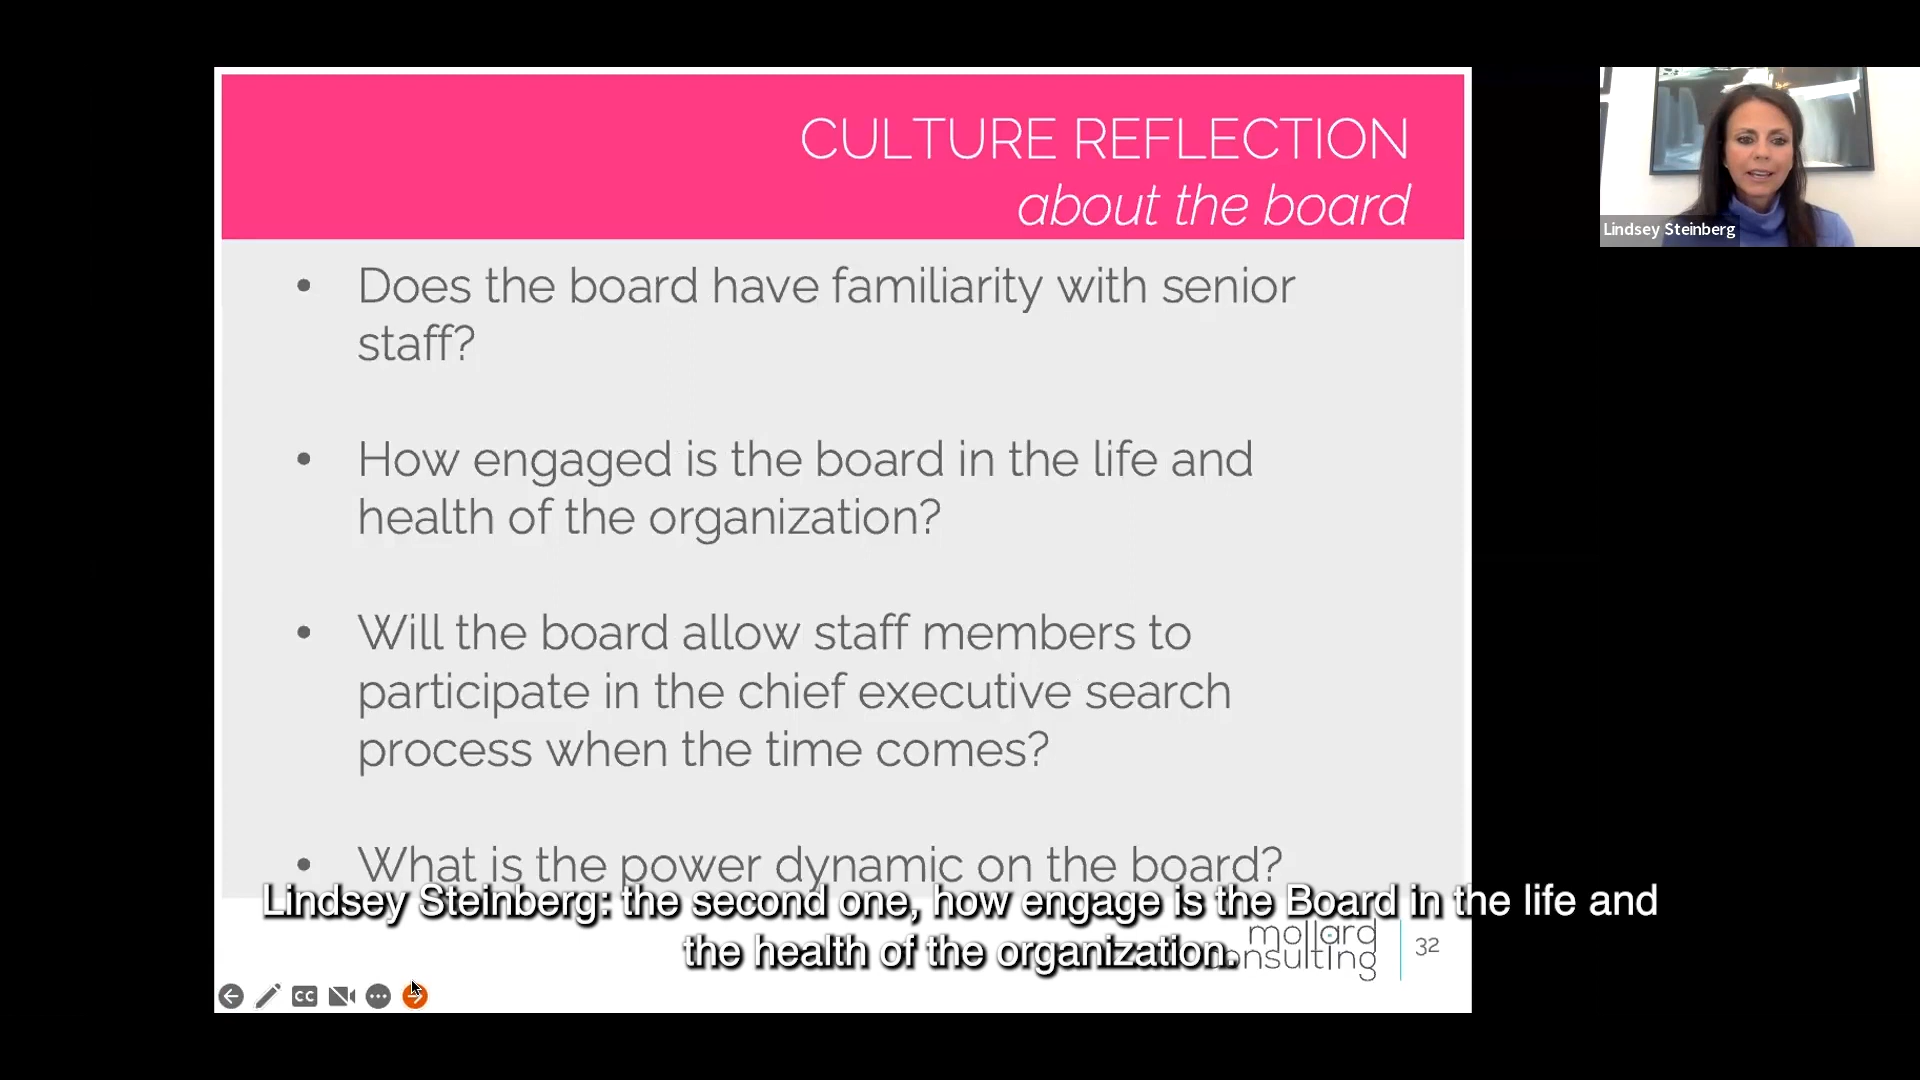 CULTURE REFLECTION
about the board
Lindsey Steinberg
• Does the board have familiarity with senior
staff?
• How engaged is the board in the life and
health of the organization?
• Will the board allow staff members to
participate in the chief executive search
process when the time comes?
• What is the power dynamic on the board?
Lindsey Steinberg: the second one, how engage is the Board in the life and
the health of the organization.
mollard
consulting
32
CC